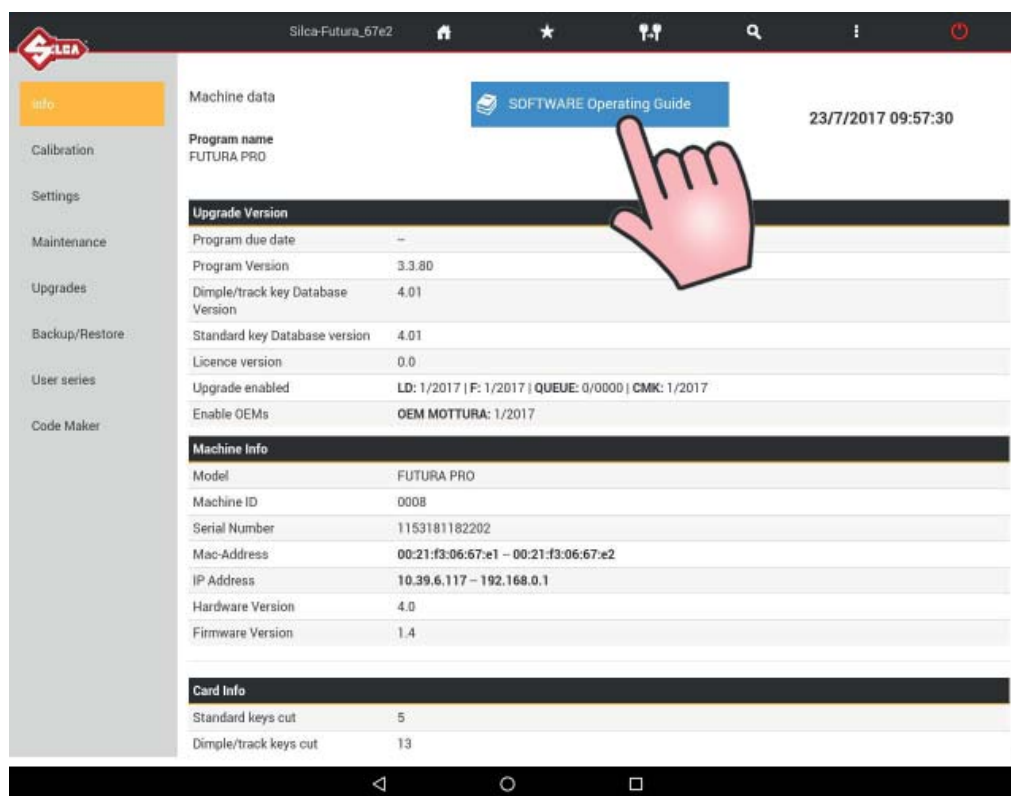 Silca-Futura_67e2
SILCA
Info
Calibration
Settings
Maintenance
Upgrades
Backup/Restore
User series
Code Maker
Machine data
SOFTWARE Operating Guide
23/7/2017 09:57:30
Program name
FUTURA PRO
Upgrade Version
Program due date –
Program Version 3.3.80
Dimple/track key Database 4.01
Version
Standard key Database version 4.01
Licence version 0.0
Upgrade enabled LD: 1/2017 | F: 1/2017 | QUEUE: 0/0000 | CMK: 1/2017
Enable OEMs OEM MOTTURA: 1/2017
Machine Info
Model FUTURA PRO
Machine ID 0008
Serial Number 1153181182202
Mac-Address 00:21:f3:06:67:e1 – 00:21:f3:06:67:e2
IP Address 10.39.6.117 – 192.168.0.1
Hardware Version 4.0
Firmware Version 1.4
Card Info
Standard keys cut 5
Dimple/track keys cut 13